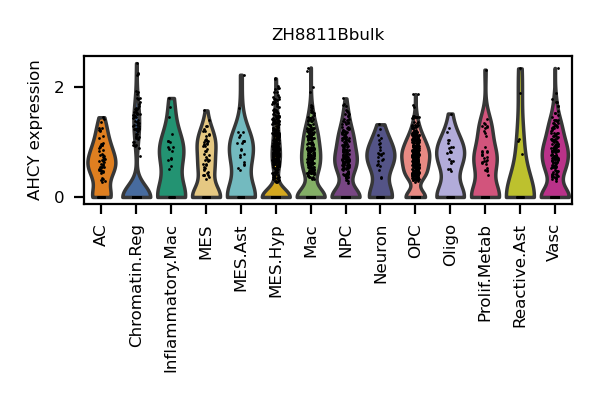 ZH8811Bbulk
AHCY expression
2
0
AC
Chromatin.Reg
Inflammatory.Mac
MES
MES.Ast
MES.Hyp
Mac
NPC
Neuron
OPC
Oligo
Prolif.Metab
Reactive.Ast
Vasc